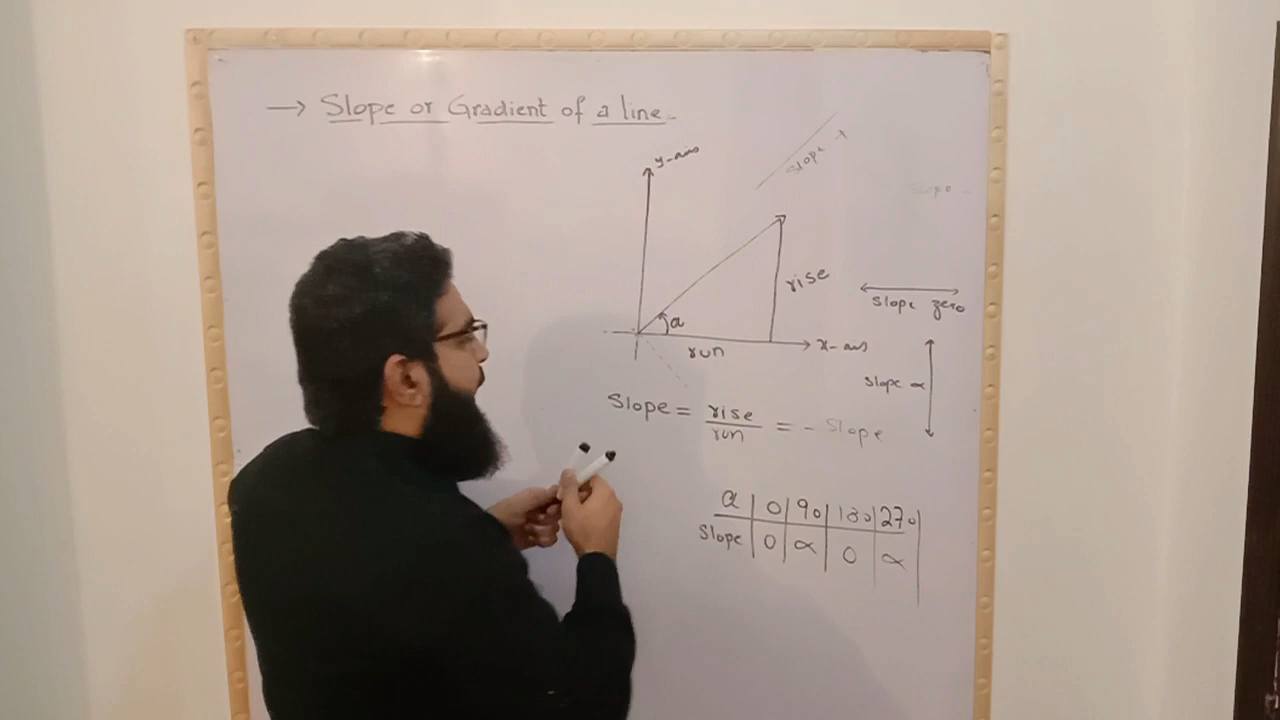 → Slope or Gradient of a line.
y-axis
Slope +
Slope -
rise
a
run
x-axis
Slope zero
Slope ∝
Slope = rise/run = - Slope
a | 0 | 90 | 180 | 270
Slope | 0 | ∝ | 0 | ∝